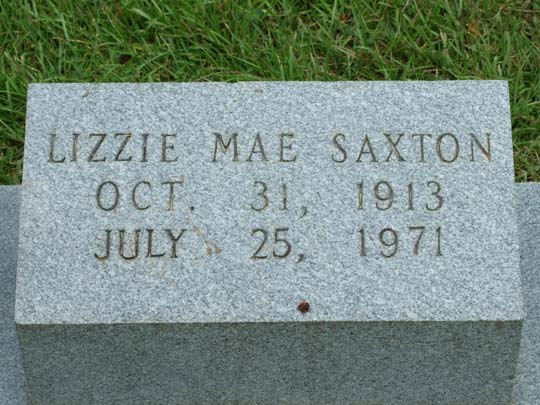 LIZZIE MAE SAXTON
OCT. 31, 1913
JULY 25, 1971